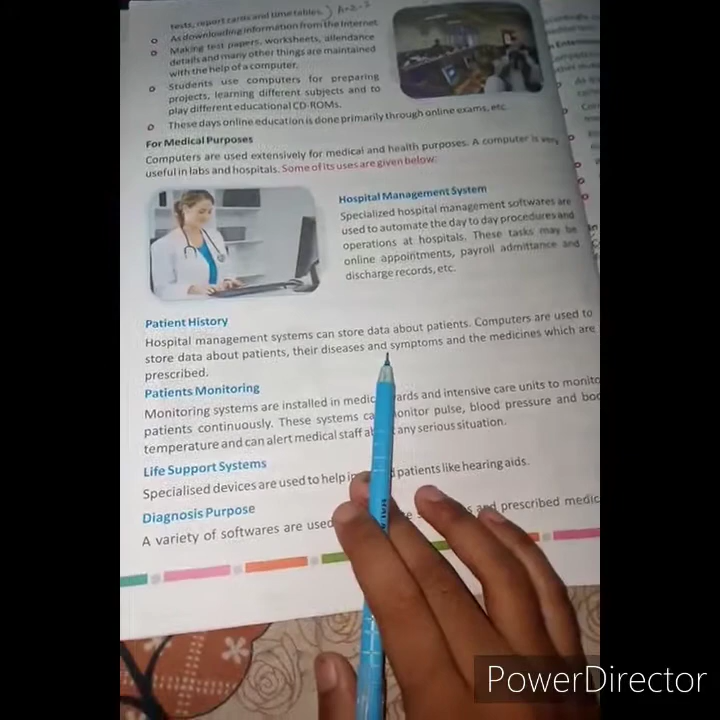 tests, report cards and time tables.
As downloading information from the Internet
Making test papers, worksheets, attendance
details and many other things are maintained
with the help of a computer.
Students use computers for preparing
projects, learning different subjects and to
play different educational CD-ROMs.
These days online education is done primarily through online exams, etc.
For Medical Purposes
Computers are used extensively for medical and health purposes. A computer is very
useful in labs and hospitals. Some of its uses are given below:
Hospital Management System
Specialized hospital management softwares are
used to automate the day to day procedures and
operations at hospitals. These tasks may be
online appointments, payroll admittance and
discharge records, etc.
Patient History
Hospital management systems can store data about patients. Computers are used to
store data about patients, their diseases and symptoms and the medicines which are
prescribed.
Patients Monitoring
Monitoring systems are installed in medic ards and intensive care units to monito
patients continuously. These systems ca onitor pulse, blood pressure and bod
temperature and can alert medical staff ab any serious situation.
Life Support Systems
Specialised devices are used to help i d patients like hearing aids.
Diagnosis Purpose
A variety of softwares are used and prescribed medic
PowerDirector